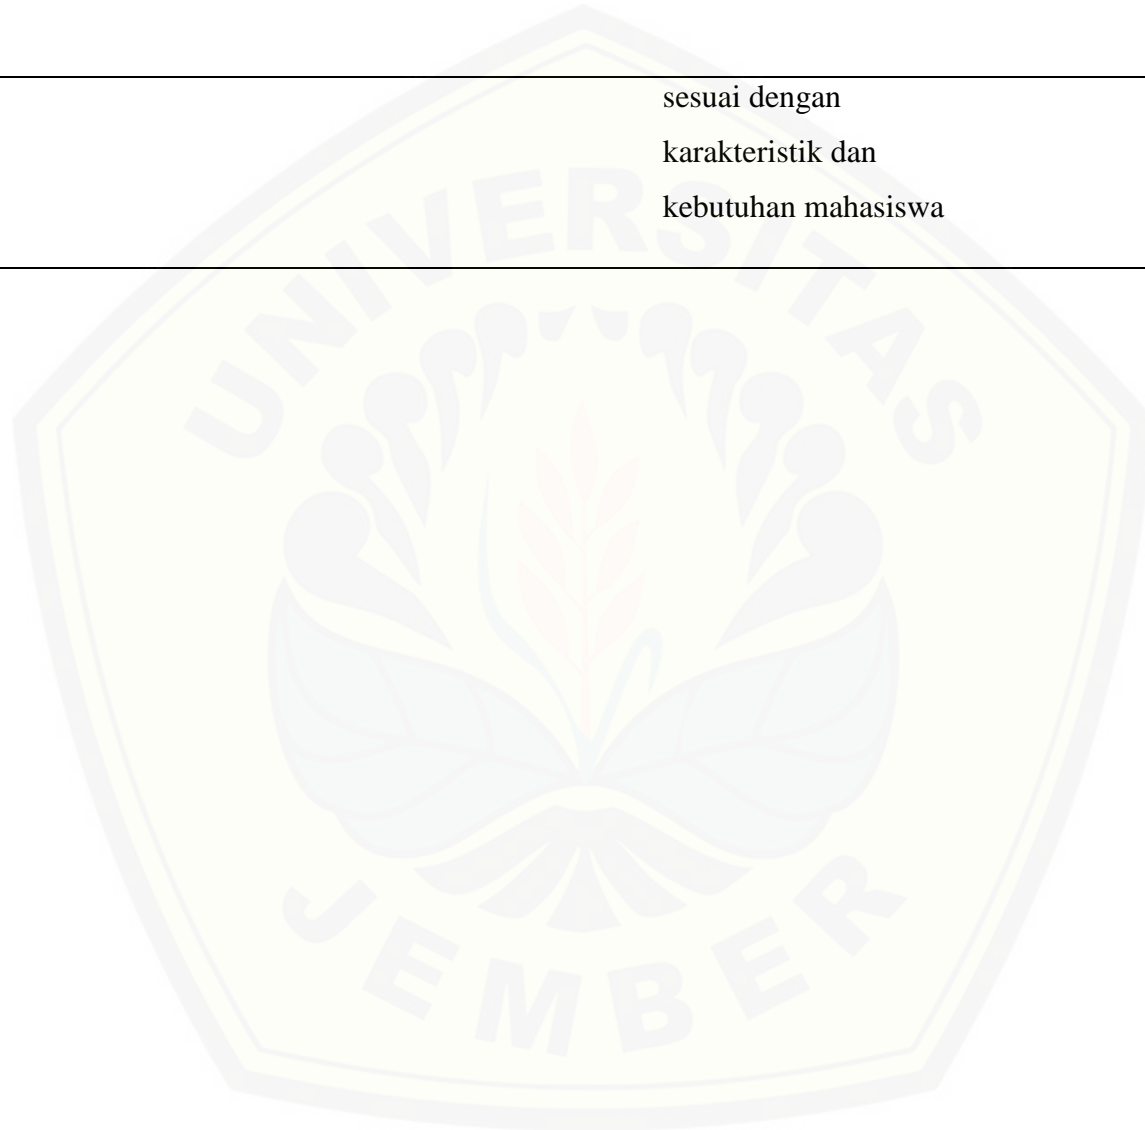 sesuai dengan
karakteristik dan
kebutuhan mahasiswa
UNIVERSITAS
JEMBER